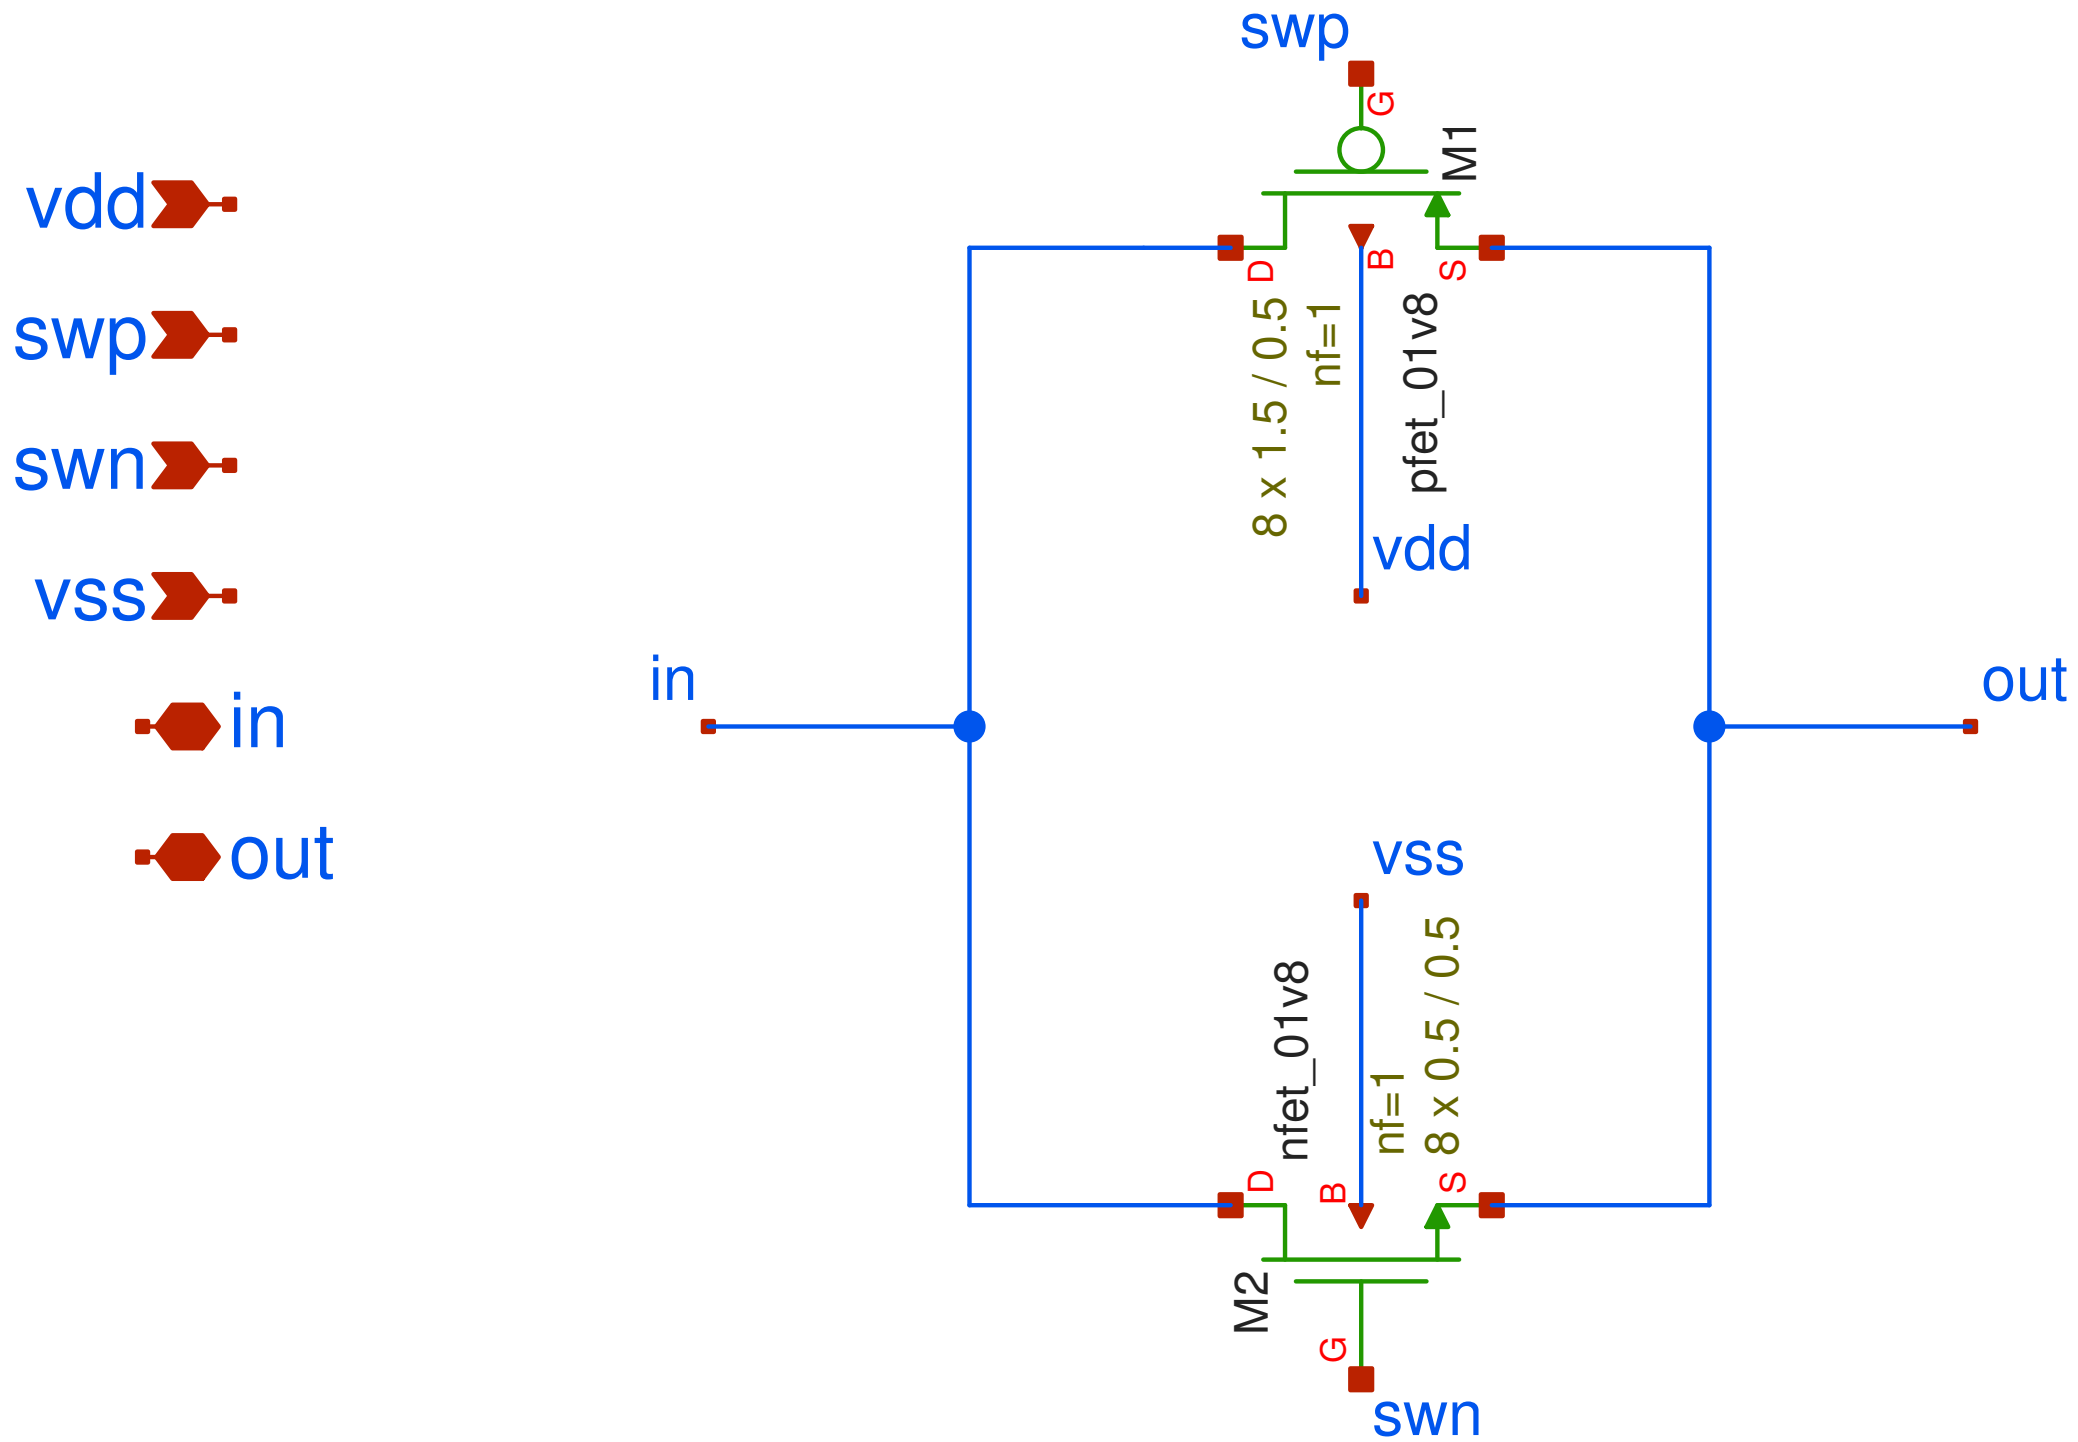 vdd
swp
swn
vss
in
out
swp
G
M1
D
B
S
8 x 1.5 / 0.5
nf=1
pfet_01v8
vdd
in
out
vss
nfet_01v8
nf=1
8 x 0.5 / 0.5
D
B
S
M2
G
swn